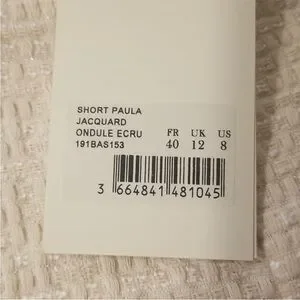 SHORT PAULA
JACQUARD
ONDULE ECRU
191BAS153
FR UK US
40 12 8
3 664841 481045